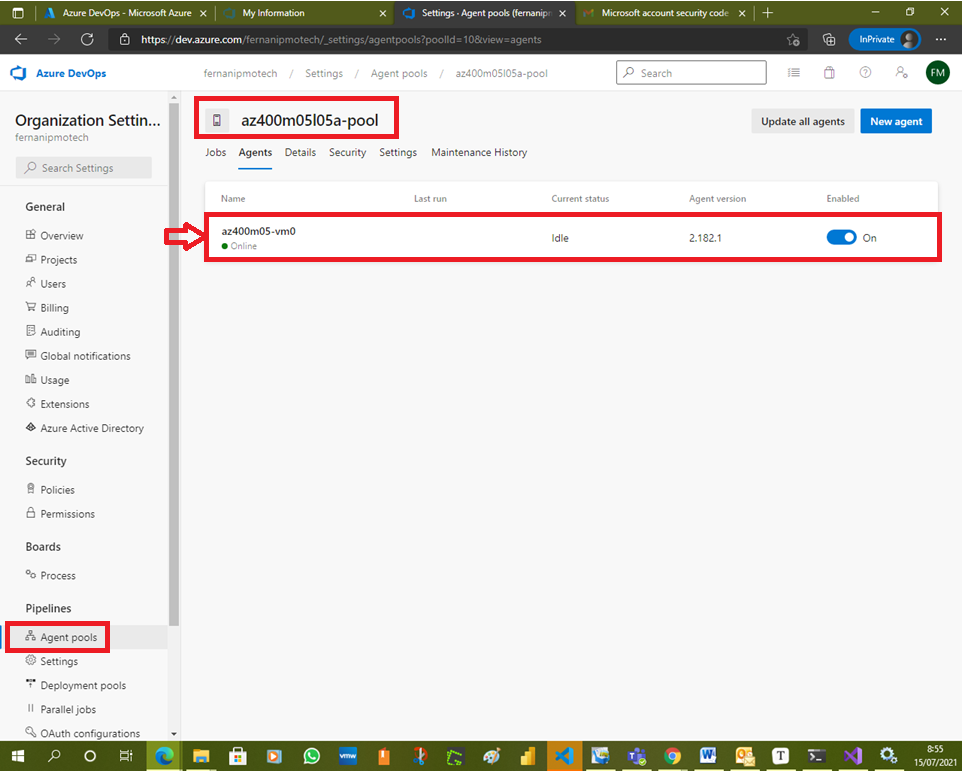 Azure DevOps - Microsoft Azure
My Information
Settings - Agent pools (fernanipm
Microsoft account security code
https://dev.azure.com/fernanipmotech/_settings/agentpools?poolId=10&view=agents
InPrivate
Azure DevOps
fernanipmotech / Settings / Agent pools / az400m05l05a-pool
Search
FM
Organization Settin...
fernanipmotech
Search Settings
General
Overview
Projects
Users
Billing
Auditing
Global notifications
Usage
Extensions
Azure Active Directory
Security
Policies
Permissions
Boards
Process
Pipelines
Agent pools
Settings
Deployment pools
Parallel jobs
OAuth configurations
az400m05l05a-pool
Update all agents
New agent
Jobs Agents Details Security Settings Maintenance History
Name Last run Current status Agent version Enabled
az400m05-vm0
Online
Idle 2.182.1 On
vmw
8:55
15/07/2021